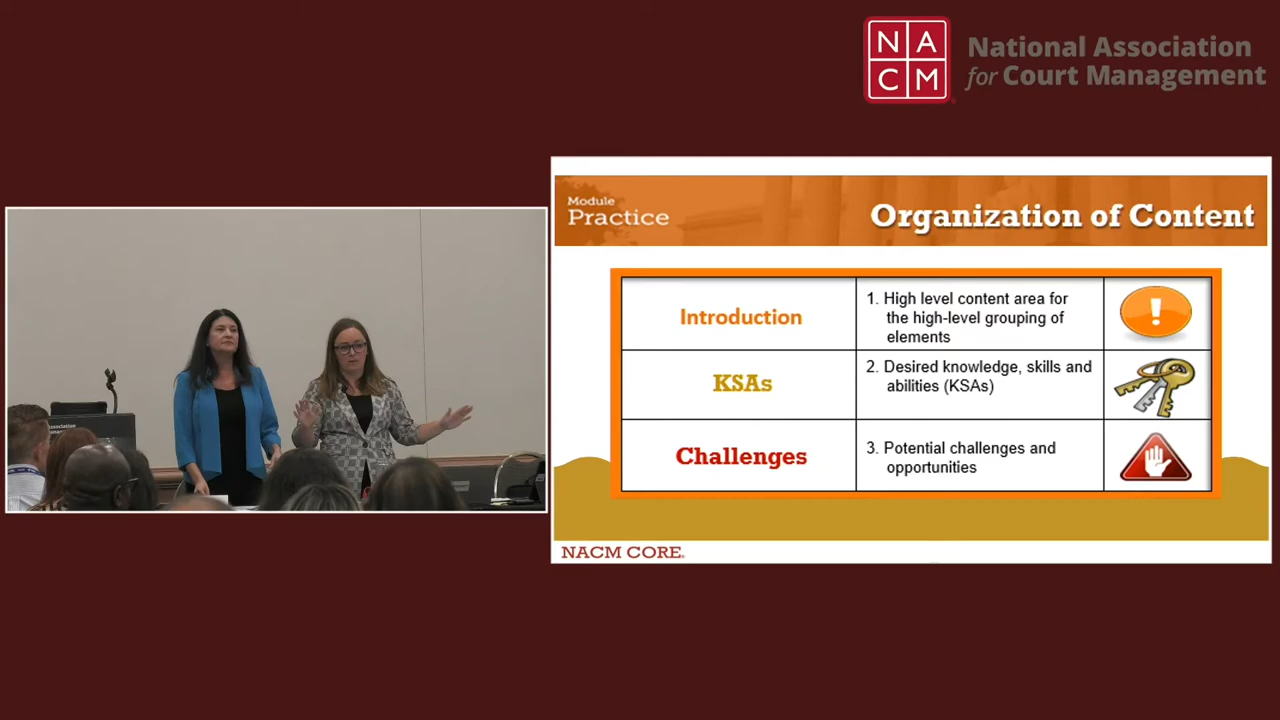 N A
C M
National Association
for Court Management
Module
Practice
Organization of Content
Introduction
1. High level content area for
the high-level grouping of
elements
!
KSAs
2. Desired knowledge, skills and
abilities (KSAs)
Challenges
3. Potential challenges and
opportunities
NACM CORE®
Association